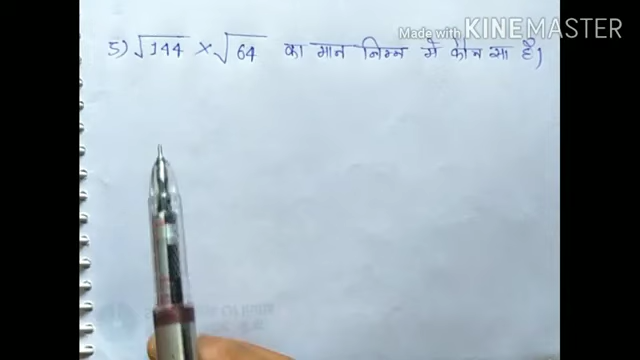 Made with KINEMASTER
5) √144 × √64 का मान निम्न में कौन सा है)